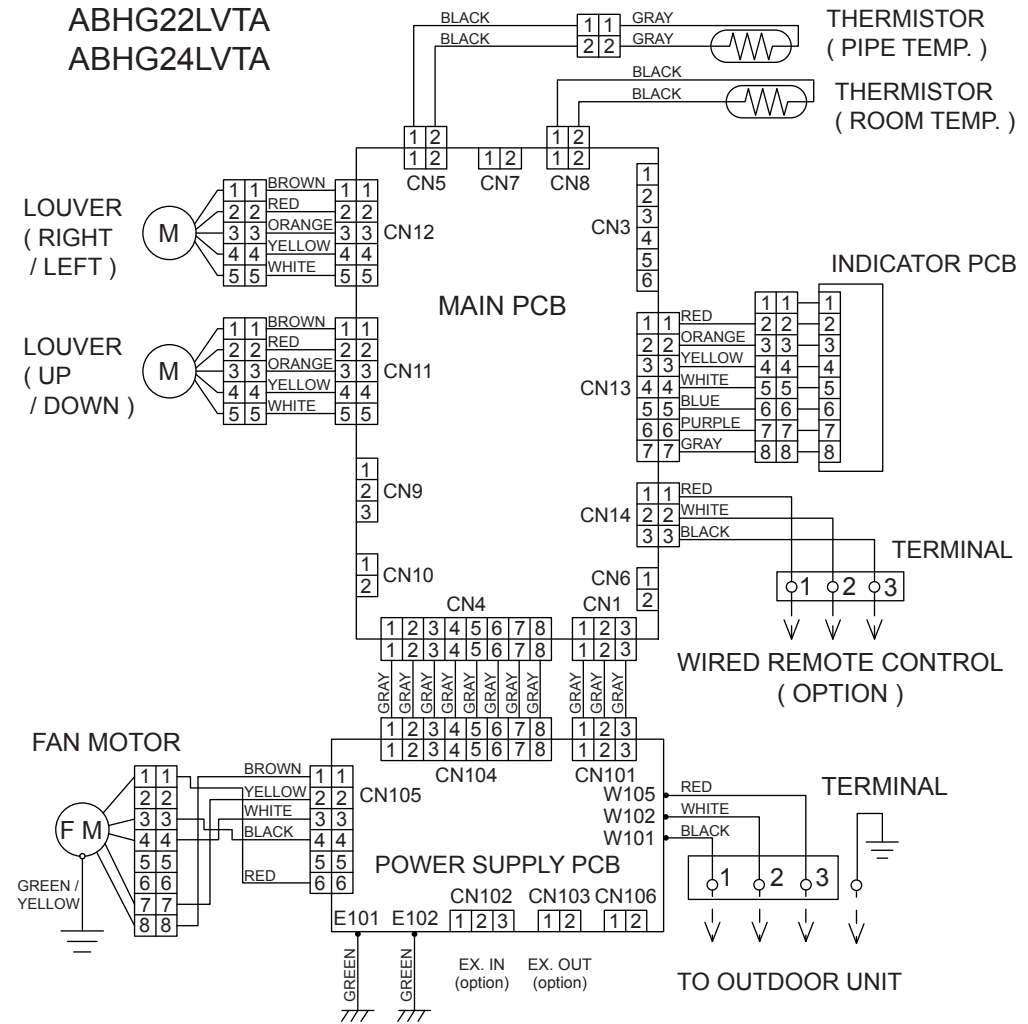 ABHG22LVTA
ABHG24LVTA
BLACK 1 1 GRAY
BLACK 2 2 GRAY
THERMISTOR
( PIPE TEMP. )
BLACK
BLACK
THERMISTOR
( ROOM TEMP. )
1 2
1 2
CN5
1 2
CN7
1 2
1 2
CN8
LOUVER
( RIGHT
/ LEFT )
M
1 1 BROWN 1 1
2 2 RED 2 2
3 3 ORANGE 3 3
4 4 YELLOW 4 4
5 5 WHITE 5 5
CN12
CN3
1
2
3
4
5
6
MAIN PCB
INDICATOR PCB
LOUVER
( UP
/ DOWN )
M
1 1 BROWN 1 1
2 2 RED 2 2
3 3 ORANGE 3 3
4 4 YELLOW 4 4
5 5 WHITE 5 5
CN11
CN13
1 1 RED
2 2 ORANGE
3 3 YELLOW
4 4 WHITE
5 5 BLUE
6 6 PURPLE
7 7 GRAY
1 1 1
2 2 2
3 3 3
4 4 4
5 5 5
6 6 6
7 7 7
8 8 8
1
2
3
CN9
CN14
1 1 RED
2 2 WHITE
3 3 BLACK
TERMINAL
1 2 3
WIRED REMOTE CONTROL
( OPTION )
1
2
CN10
CN6
1
2
CN4
1 2 3 4 5 6 7 8
1 2 3 4 5 6 7 8
CN1
1 2 3
1 2 3
GRAY GRAY GRAY GRAY GRAY GRAY GRAY GRAY
GRAY GRAY GRAY
1 2 3 4 5 6 7 8
1 2 3 4 5 6 7 8
CN104
1 2 3
1 2 3
CN101
FAN MOTOR
F M
GREEN /
YELLOW
1 1
2 2
3 3
4 4
5 5
6 6
7 7
8 8
BROWN 1 1
YELLOW 2 2
WHITE 3 3
BLACK 4 4
5 5
RED 6 6
CN105
W105 RED
W102 WHITE
W101 BLACK
TERMINAL
1 2 3
TO OUTDOOR UNIT
POWER SUPPLY PCB
E101 E102
CN102 CN103 CN106
1 2 3
1 2
1 2
GREEN GREEN
EX. IN
(option)
EX. OUT
(option)